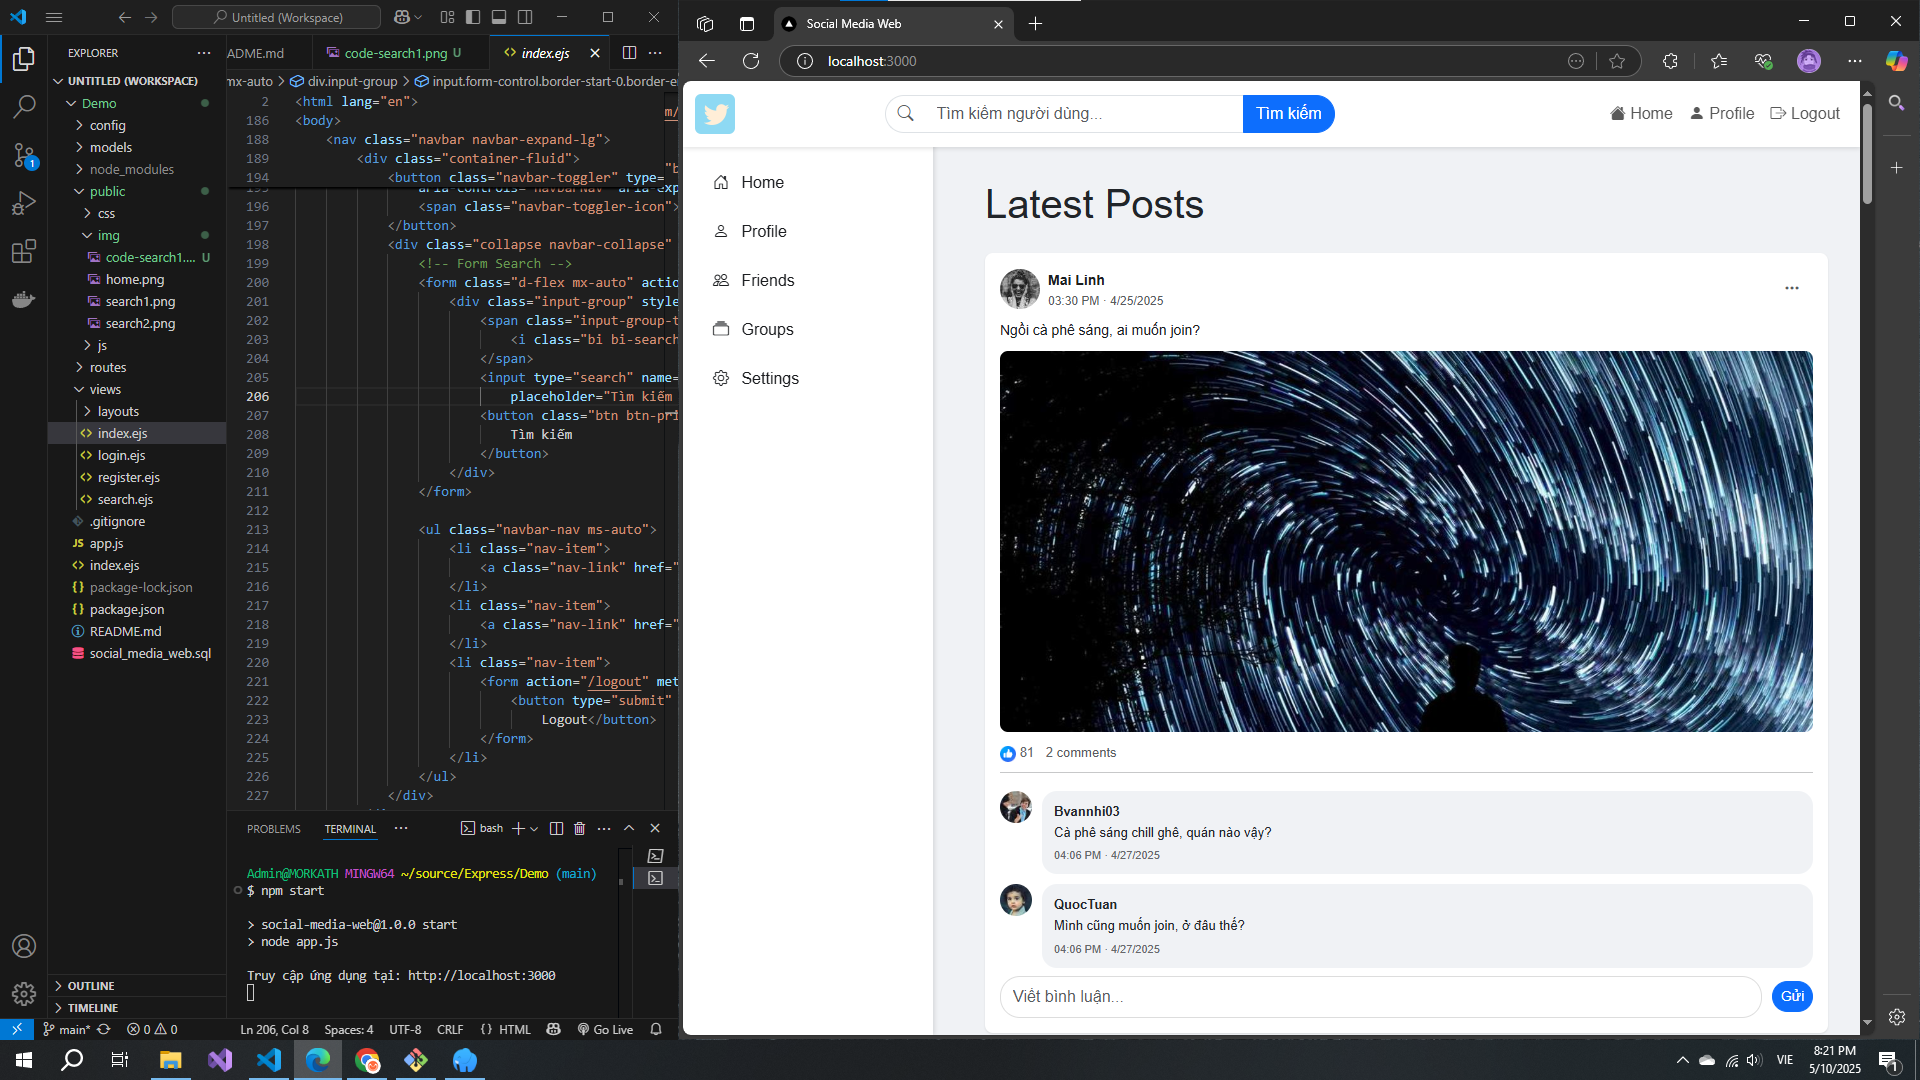 Untitled (Workspace)
EXPLORER
UNTITLED (WORKSPACE)
Demo
config
models
node_modules
public
css
img
code-search1.... U
home.png
search1.png
search2.png
js
routes
views
layouts
index.ejs
login.ejs
register.ejs
search.ejs
.gitignore
app.js
index.ejs
package-lock.json
package.json
README.md
social_media_web.sql
OUTLINE
TIMELINE
1
ADME.md
code-search1.png U
index.ejs
mx-auto > div.input-group > input.form-control.border-start-0.border-e
2 <html lang="en">
186 <body>
188 <nav class="navbar navbar-expand-lg">
189 <div class="container-fluid">
194 <button class="navbar-toggler" type=
196 <span class="navbar-toggler-icon">
197 </button>
198 <div class="collapse navbar-collapse"
199 <!-- Form Search -->
200 <form class="d-flex mx-auto" actio
201 <div class="input-group" style
202 <span class="input-group-t
203 <i class="bi bi-search
204 </span>
205 <input type="search" name=
206 placeholder="Tìm kiếm
207 <button class="btn btn-pri
208 Tìm kiếm
209 </button>
210 </div>
211 </form>
212
213 <ul class="navbar-nav ms-auto">
214 <li class="nav-item">
215 <a class="nav-link" href="
216 </li>
217 <li class="nav-item">
218 <a class="nav-link" href="
219 </li>
220 <li class="nav-item">
221 <form action="/logout" met
222 <button type="submit"
223 Logout</button>
224 </form>
225 </li>
226 </ul>
227 </div>
PROBLEMS TERMINAL
bash
Admin@MORKATH MINGW64 ~/source/Express/Demo (main)
$ npm start
> social-media-web@1.0.0 start
> node app.js
Truy cập ứng dụng tại: http://localhost:3000
main* 0 0 Ln 206, Col 8 Spaces: 4 UTF-8 CRLF {} HTML Go Live
Social Media Web
localhost:3000
Tìm kiếm người dùng...
Tìm kiếm
Home Profile Logout
Home
Profile
Friends
Groups
Settings
Latest Posts
Mai Linh
03:30 PM · 4/25/2025
Ngồi cà phê sáng, ai muốn join?
81 2 comments
Bvannhi03
Cà phê sáng chill ghê, quán nào vậy?
04:06 PM · 4/27/2025
QuocTuan
Mình cũng muốn join, ở đâu thế?
04:06 PM · 4/27/2025
Viết bình luận...
Gửi
VIE
8:21 PM
5/10/2025
1